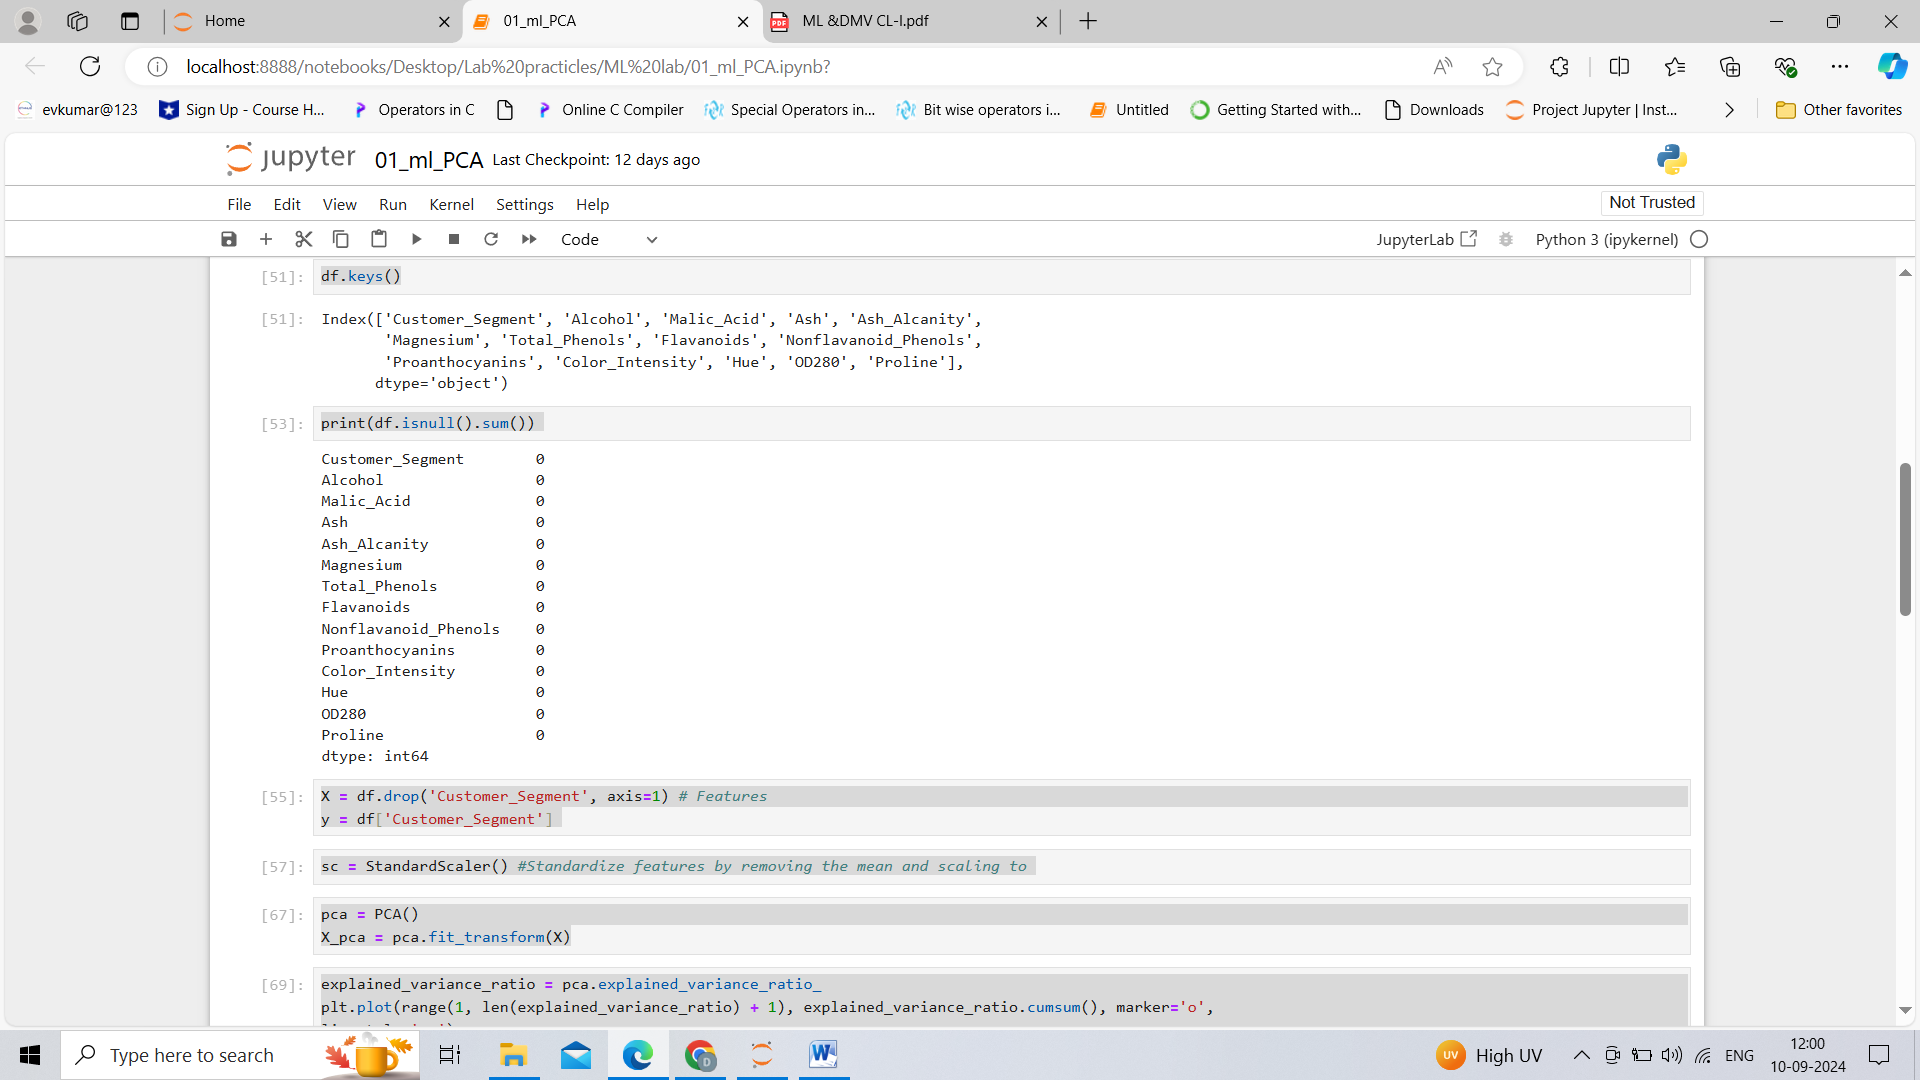 Home
01_ml_PCA
ML &DMV CL-I.pdf
localhost:8888/notebooks/Desktop/Lab%20practicles/ML%20lab/01_ml_PCA.ipynb?
evkumar@123
Sign Up - Course H...
Operators in C
Online C Compiler
Special Operators in...
Bit wise operators i...
Untitled
Getting Started with...
Downloads
Project Jupyter | Inst...
Other favorites
jupyter 01_ml_PCA Last Checkpoint: 12 days ago
File Edit View Run Kernel Settings Help
Not Trusted
Code
JupyterLab
Python 3 (ipykernel)
[51]: df.keys()
[51]: Index(['Customer_Segment', 'Alcohol', 'Malic_Acid', 'Ash', 'Ash_Alcanity',
'Magnesium', 'Total_Phenols', 'Flavanoids', 'Nonflavanoid_Phenols',
'Proanthocyanins', 'Color_Intensity', 'Hue', 'OD280', 'Proline'],
dtype='object')
[53]: print(df.isnull().sum())
Customer_Segment 0
Alcohol 0
Malic_Acid 0
Ash 0
Ash_Alcanity 0
Magnesium 0
Total_Phenols 0
Flavanoids 0
Nonflavanoid_Phenols 0
Proanthocyanins 0
Color_Intensity 0
Hue 0
OD280 0
Proline 0
dtype: int64
[55]: X = df.drop('Customer_Segment', axis=1) # Features
y = df['Customer_Segment']
[57]: sc = StandardScaler() #Standardize features by removing the mean and scaling to
[67]: pca = PCA()
X_pca = pca.fit_transform(X)
[69]: explained_variance_ratio = pca.explained_variance_ratio_
plt.plot(range(1, len(explained_variance_ratio) + 1), explained_variance_ratio.cumsum(), marker='o',
Type here to search
UV High UV
ENG
12:00
10-09-2024